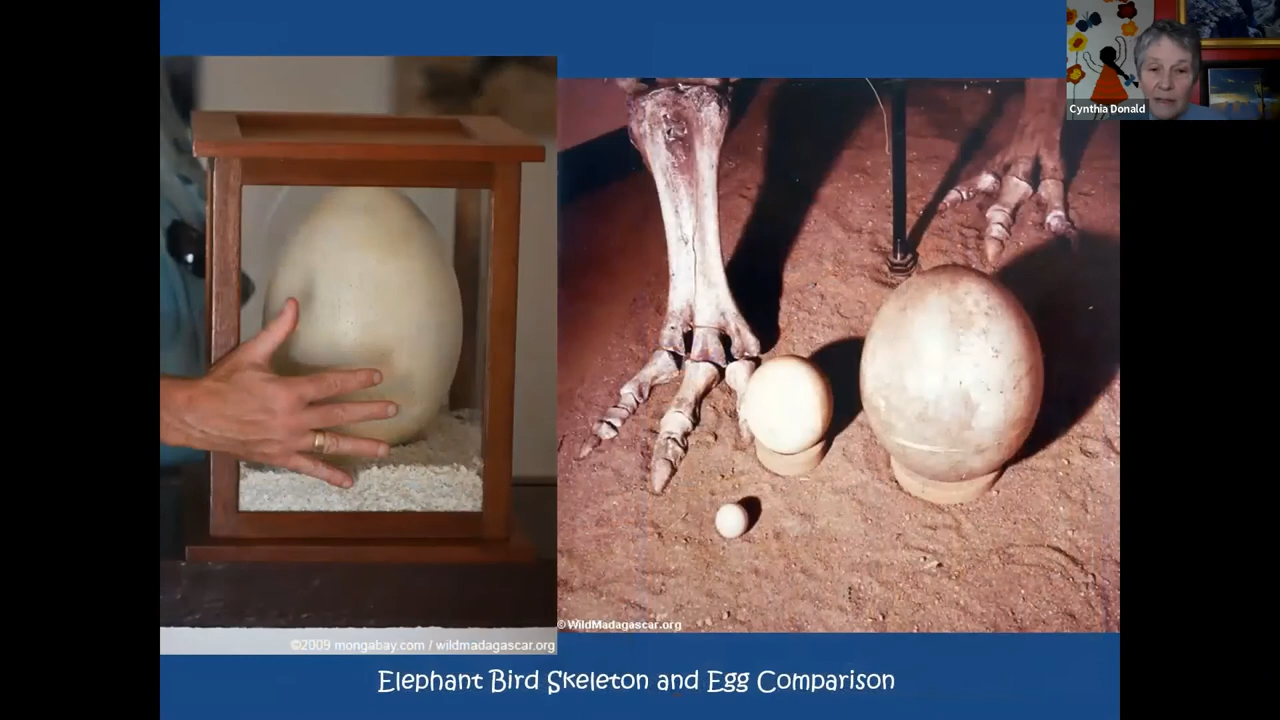 Cynthia Donald
©WildMadagascar.org
©2009 mongabay.com / wildmadagascar.org
Elephant Bird Skeleton and Egg Comparison